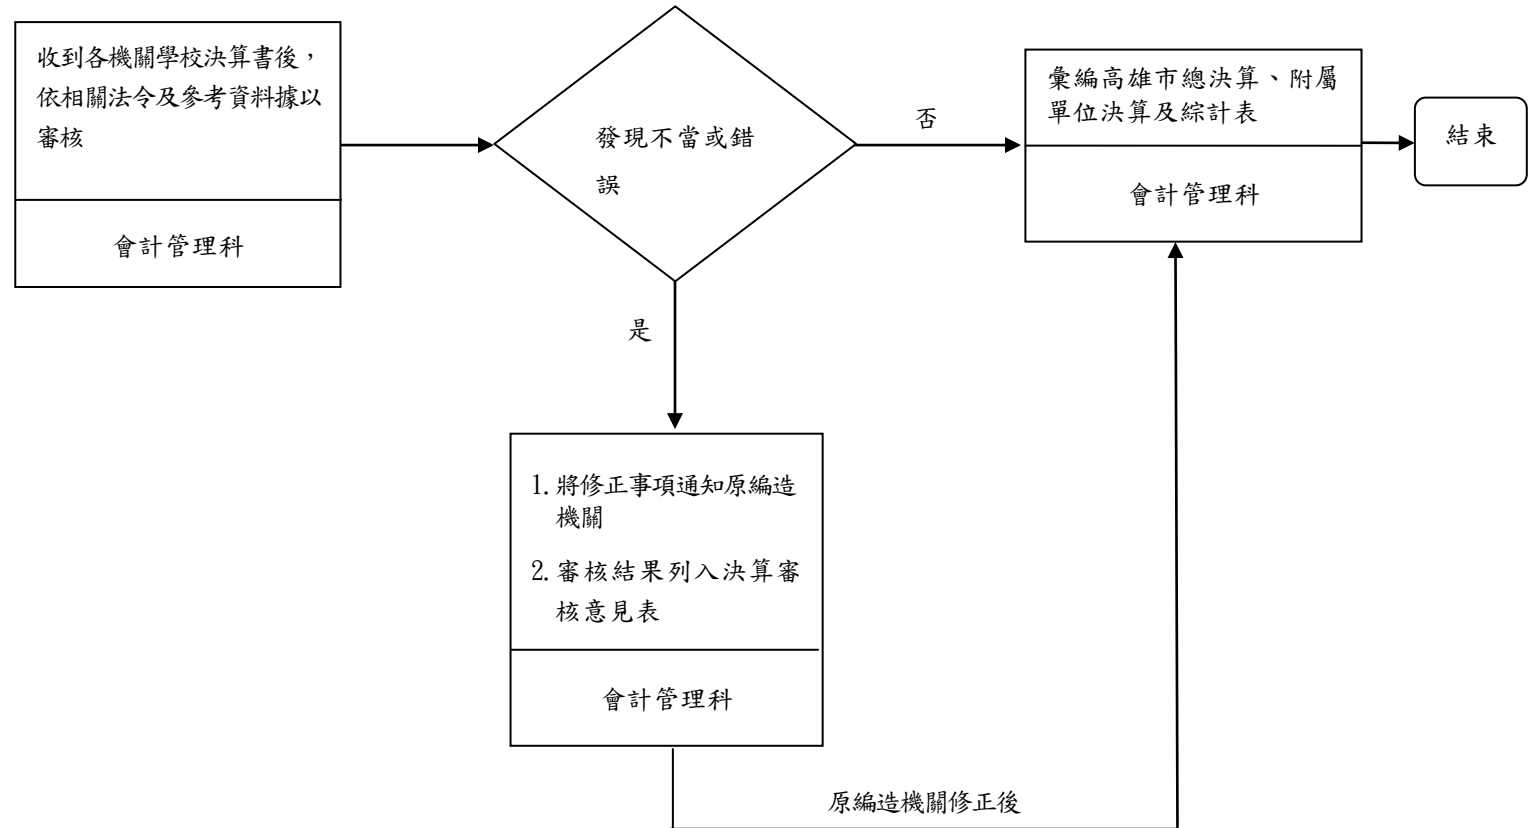 收到各機關學校決算書後，
依相關法令及參考資料據以
審核
會計管理科
發現不當或錯
誤
否
彙編高雄市總決算、附屬
單位決算及綜計表
會計管理科
結束
是
1.將修正事項通知原編造
機關
2.審核結果列入決算審
核意見表
會計管理科
原編造機關修正後